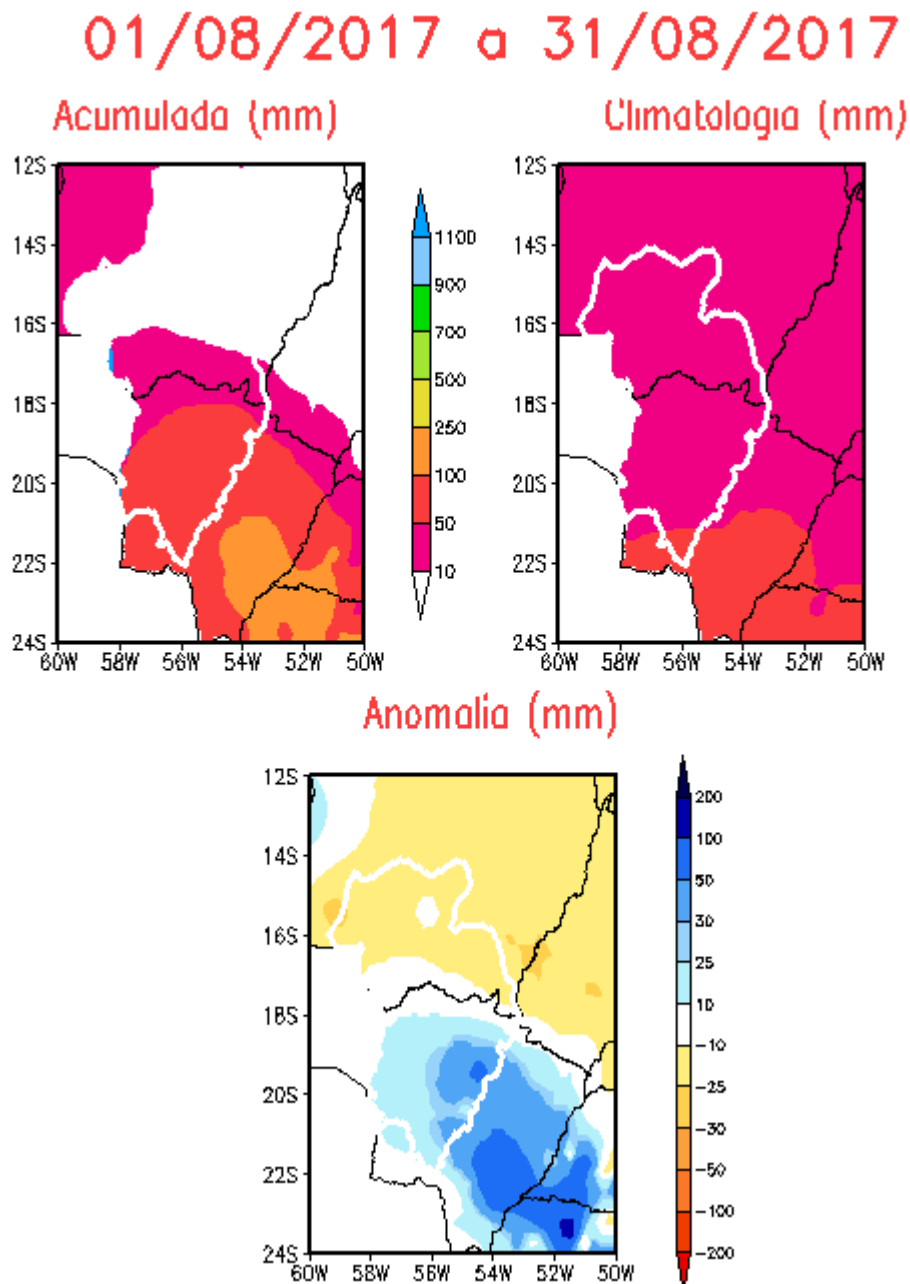 01/08/2017 a 31/08/2017
Acumulada (mm)
Climatologia (mm)
12S
14S
16S
18S
20S
22S
24S
60W 58W 56W 54W 52W 50W
1100
900
700
500
250
100
50
10
12S
14S
16S
18S
20S
22S
24S
60W 58W 56W 54W 52W 50W
Anomalia (mm)
12S
14S
16S
18S
20S
22S
24S
60W 58W 56W 54W 52W 50W
200
100
50
30
25
10
-10
-25
-30
-50
-100
-200